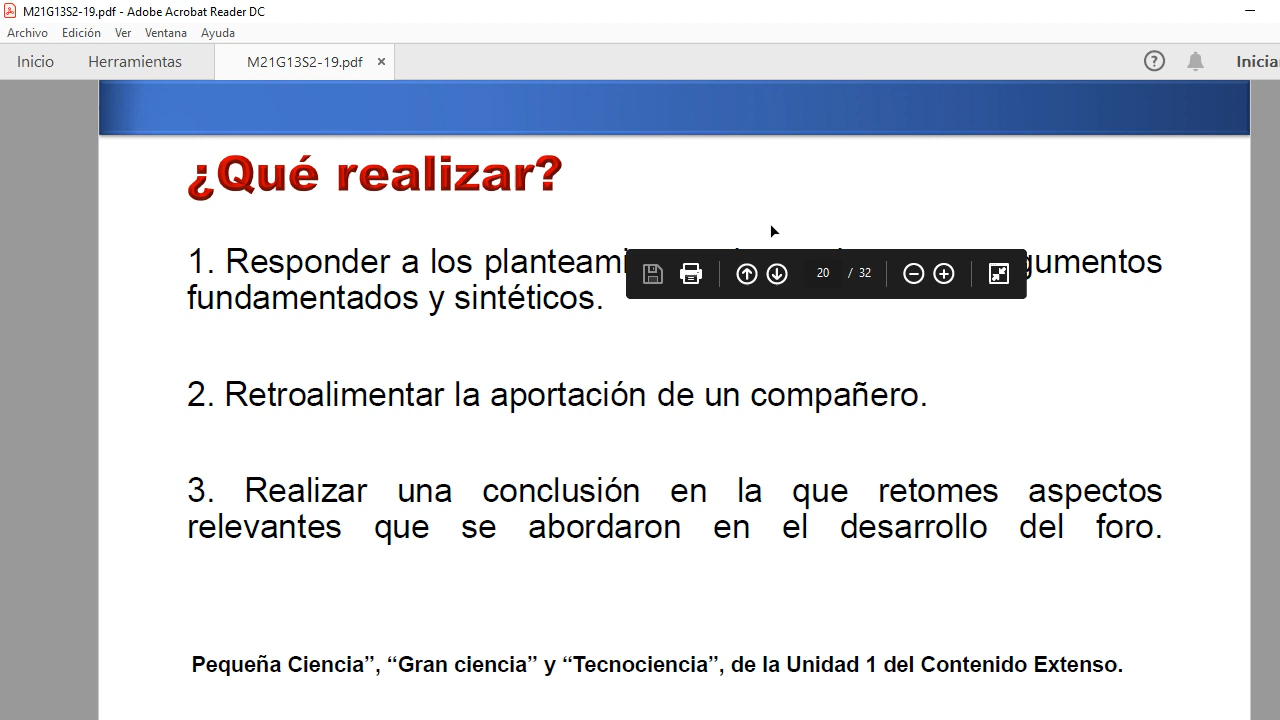 M21G13S2-19.pdf - Adobe Acrobat Reader DC
Archivo Edición Ver Ventana Ayuda
Inicio Herramientas M21G13S2-19.pdf × ? Inicia
¿Qué realizar?
1. Responder a los planteami gumentos
20 / 32
fundamentados y sintéticos.
2. Retroalimentar la aportación de un compañero.
3. Realizar una conclusión en la que retomes aspectos
relevantes que se abordaron en el desarrollo del foro.
Pequeña Ciencia”, “Gran ciencia” y “Tecnociencia”, de la Unidad 1 del Contenido Extenso.